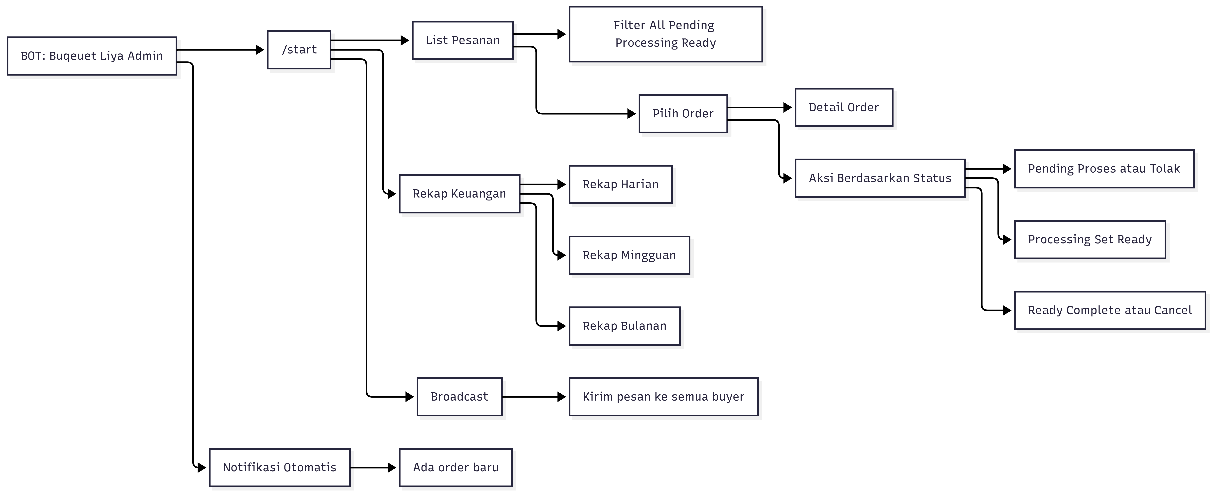 BOT: Buqeuet Liya Admin
/start
List Pesanan
Filter All Pending
Processing Ready
Pilih Order
Detail Order
Aksi Berdasarkan Status
Pending Proses atau Tolak
Processing Set Ready
Ready Complete atau Cancel
Rekap Keuangan
Rekap Harian
Rekap Mingguan
Rekap Bulanan
Broadcast
Kirim pesan ke semua buyer
Notifikasi Otomatis
Ada order baru